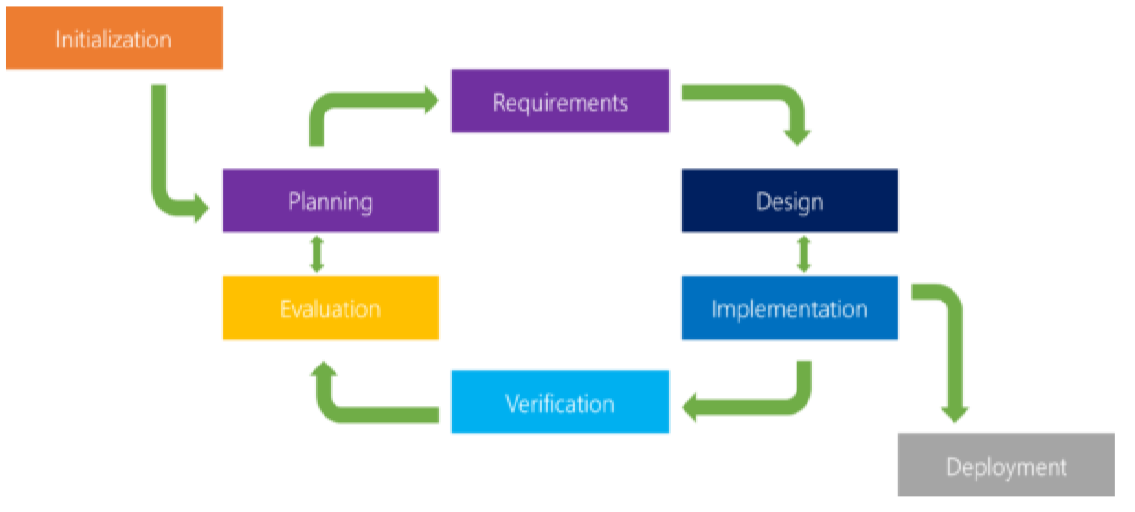 Initialization
Requirements
Planning
Design
Evaluation
Implementation
Verification
Deployment